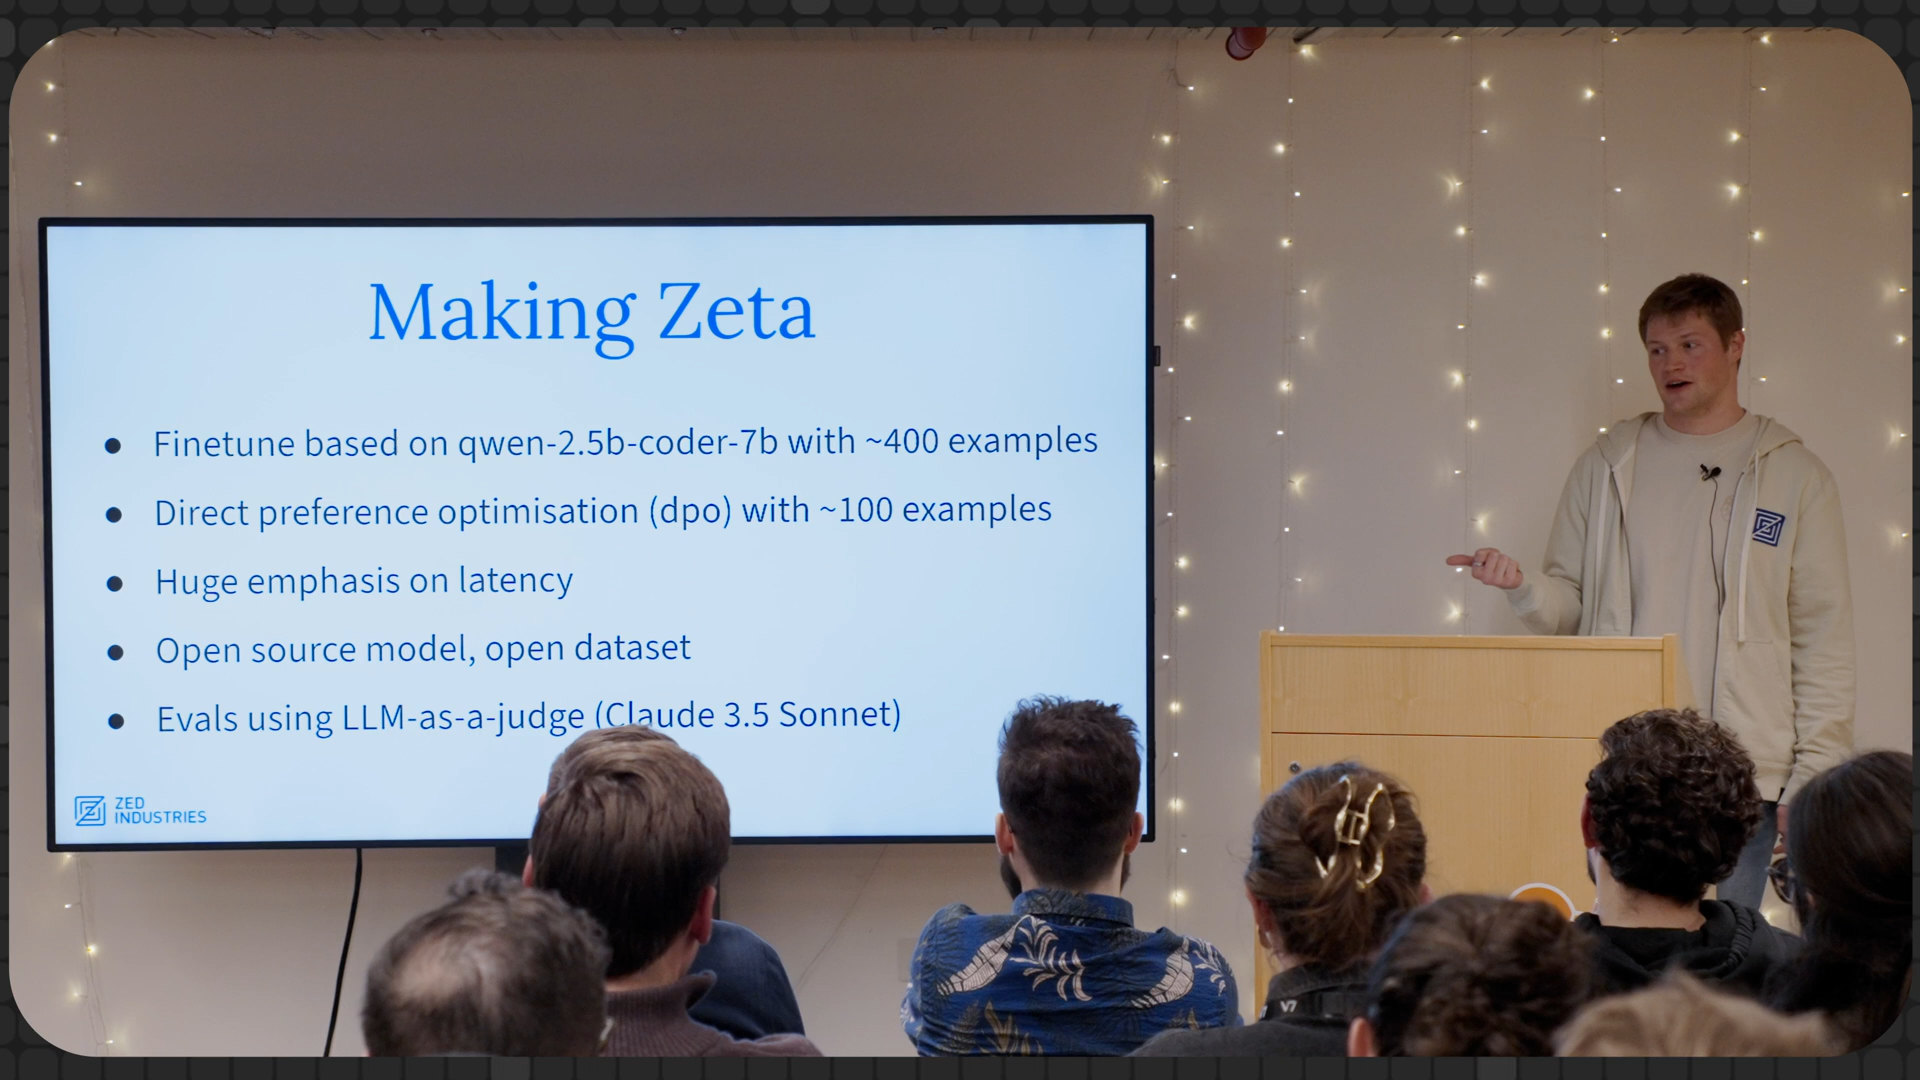 Making Zeta
● Finetune based on qwen-2.5b-coder-7b with ~400 examples
● Direct preference optimisation (dpo) with ~100 examples
● Huge emphasis on latency
● Open source model, open dataset
● Evals using LLM-as-a-judge (Claude 3.5 Sonnet)
ZED
INDUSTRIES
V7